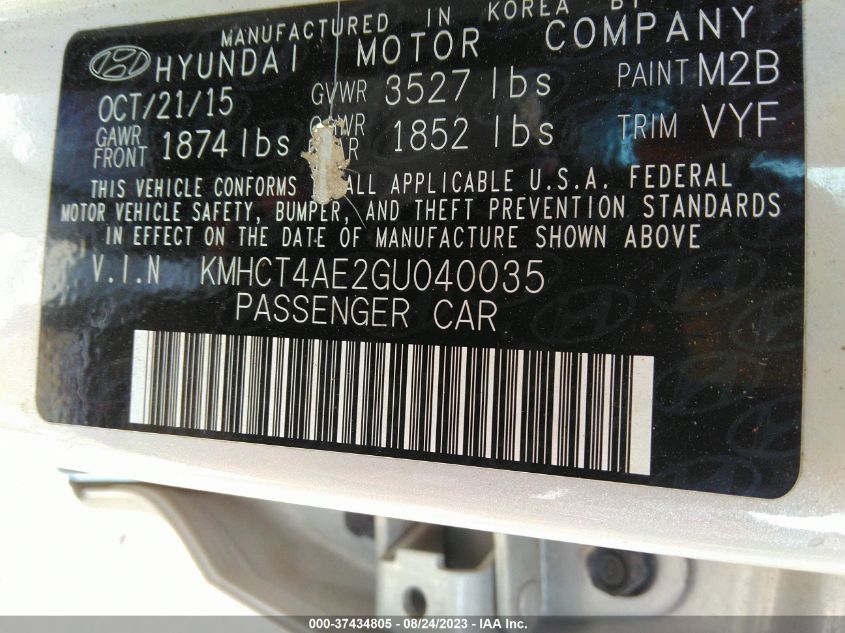 MANUFACTURED IN KOREA BY
HYUNDAI MOTOR COMPANY
OCT/21/15 GVWR 3527 lbs PAINT M2B
GAWR FRONT 1874 lbs 1852 lbs TRIM VYF
THIS VEHICLE CONFORMS ALL APPLICABLE U.S.A. FEDERAL
MOTOR VEHICLE SAFETY, BUMPER, AND THEFT PREVENTION STANDARDS
IN EFFECT ON THE DATE OF MANUFACTURE SHOWN ABOVE
V.I.N KMHCT4AE2GU040035
PASSENGER CAR
000-37434805 - 08/24/2023 - IAA Inc.